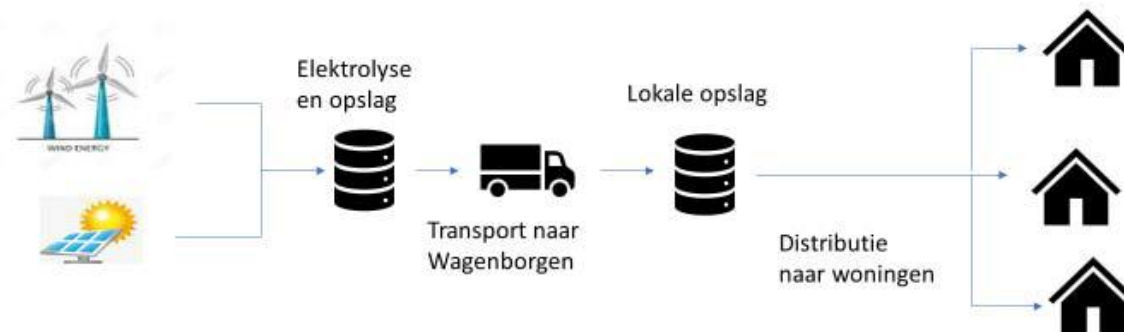 WIND ENERGY
Elektrolyse
en opslag
Transport naar
Wagenborgen
Lokale opslag
Distributie
naar woningen